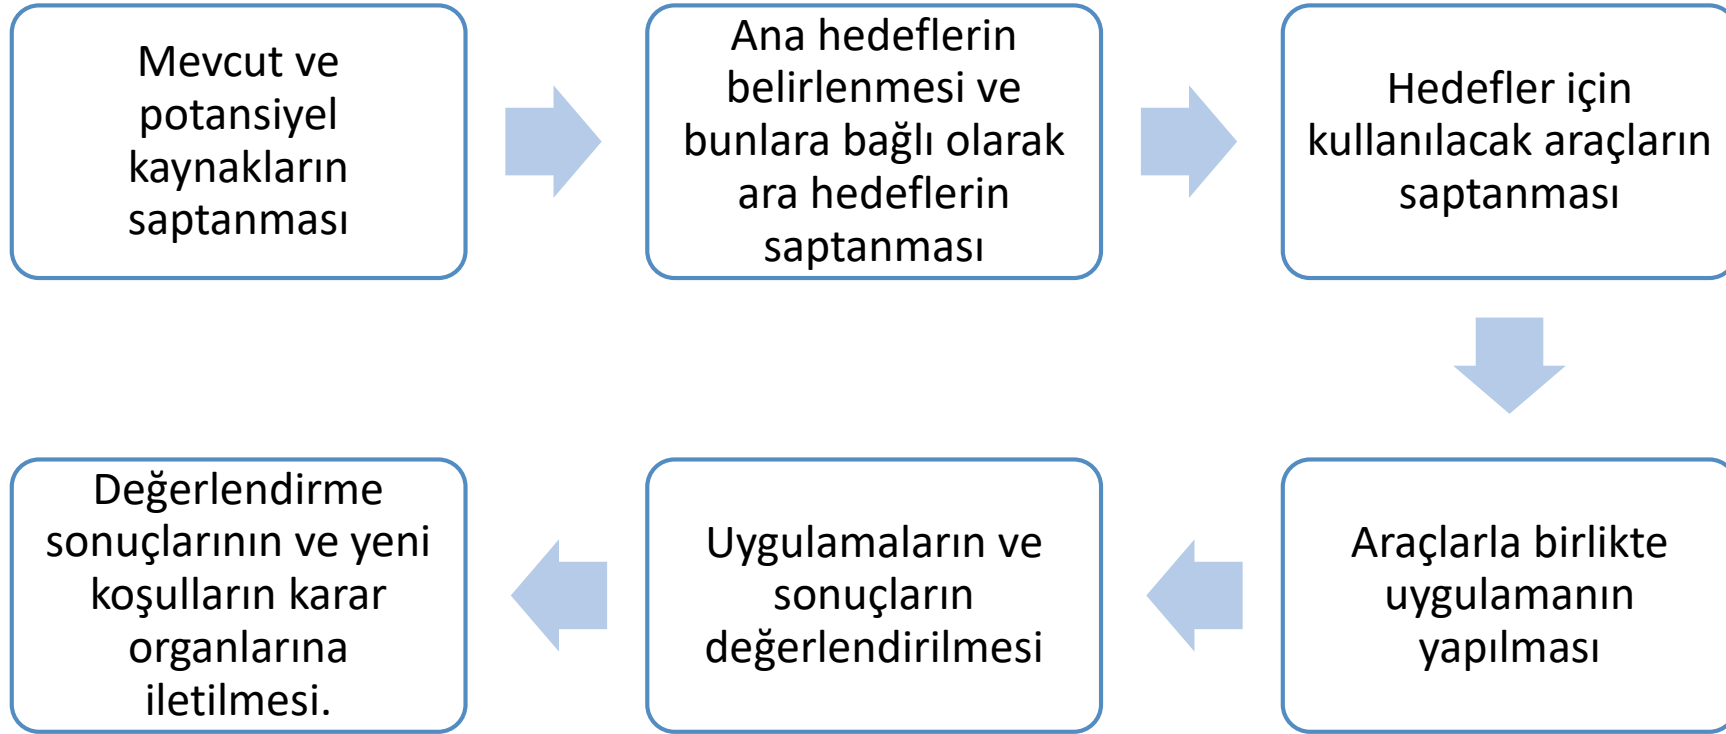 Mevcut ve
potansiyel
kaynakların
saptanması
Ana hedeflerin
belirlenmesi ve
bunlara bağlı olarak
ara hedeflerin
saptanması
Hedefler için
kullanılacak araçların
saptanması
Araçlarla birlikte
uygulamanın
yapılması
Uygulamaların ve
sonuçların
değerlendirilmesi
Değerlendirme
sonuçlarının ve yeni
koşulların karar
organlarına
iletilmesi.